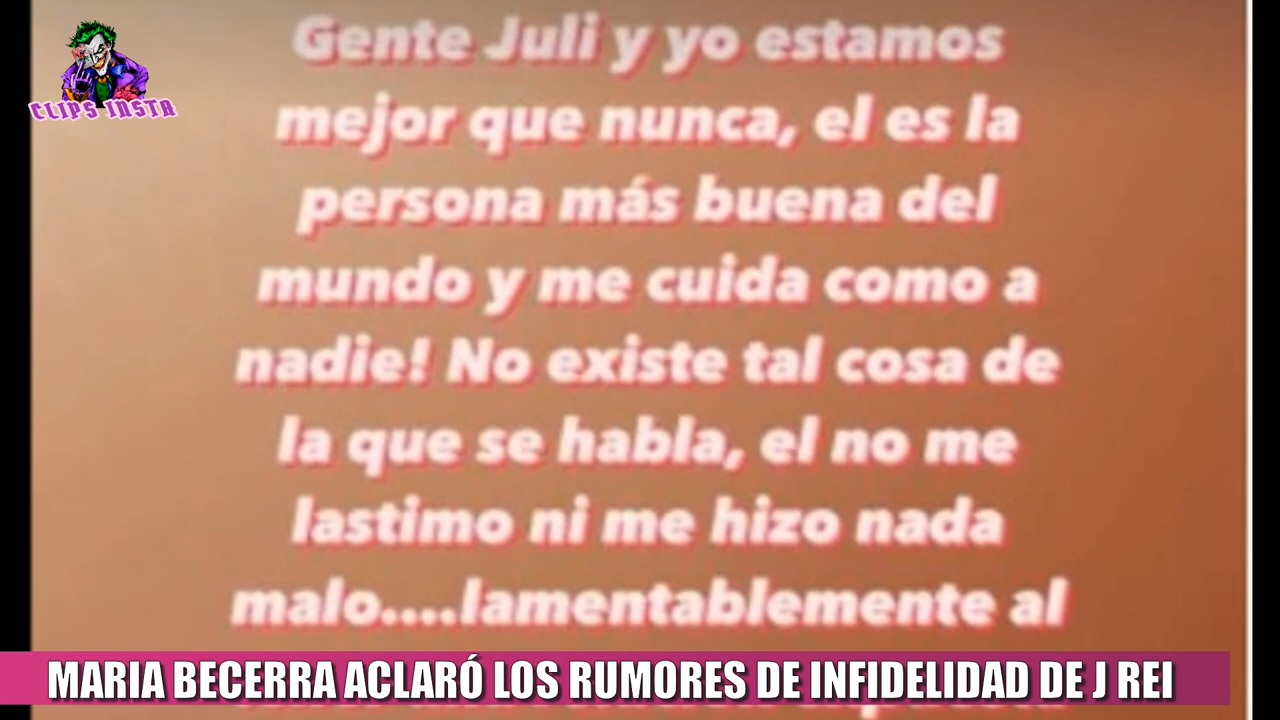 CLIPS INSTA
Gente Juli y yo estamos
mejor que nunca, el es la
persona más buena del
mundo y me cuida como a
nadie! No existe tal cosa de
la que se habla, el no me
lastimo ni me hizo nada
malo....lamentablemente al
MARIA BECERRA ACLARÓ LOS RUMORES DE INFIDELIDAD DE J REI